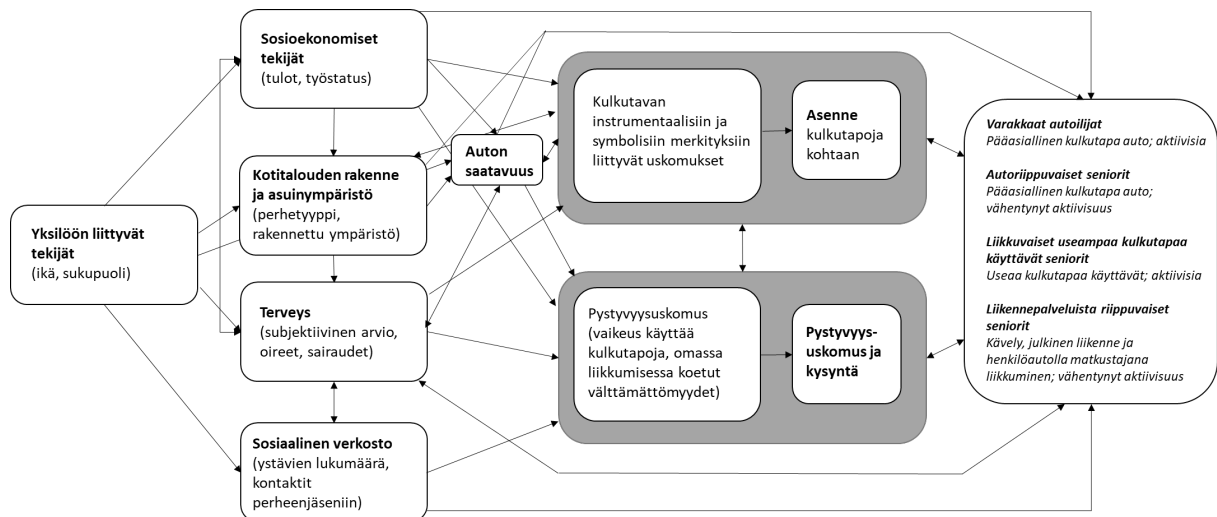 Sosioekonomiset
tekijät
(tulot, työstatus)
Kotitalouden rakenne
ja asuinympäristö
(perhetyyppi,
rakennettu ympäristö)
Auton
saatavuus
Yksilöön liittyvät
tekijät
(ikä, sukupuoli)
Terveys
(subjektiivinen arvio,
oireet, sairaudet)
Sosiaalinen verkosto
(ystävien lukumäärä,
kontaktit
perheenjäseniin)
Kulkutavan
instrumentaalisiin ja
symbolisiin merkityksiin
liittyvät uskomukset
Asenne
kulkutapoja
kohtaan
Pystyvyysuskomus
(vaikeus käyttää
kulkutapoja, omassa
liikkumisessa koetut
välttämättömyydet)
Pystyvyys-
uskomus ja
kysyntä
Varakkaat autoilijat
Pääasiallinen kulkutapa auto; aktiivisia
Autoriippuvaiset seniorit
Pääasiallinen kulkutapa auto;
vähentynyt aktiivisuus
Liikkuvaiset useampaa kulkutapaa
käyttävät seniorit
Useaa kulkutapaa käyttävät; aktiivisia
Liikennepalveluista riippuvaiset
seniorit
Kävely, julkinen liikenne ja
henkilöautolla matkustajana
liikkuminen; vähentynyt aktiivisuus